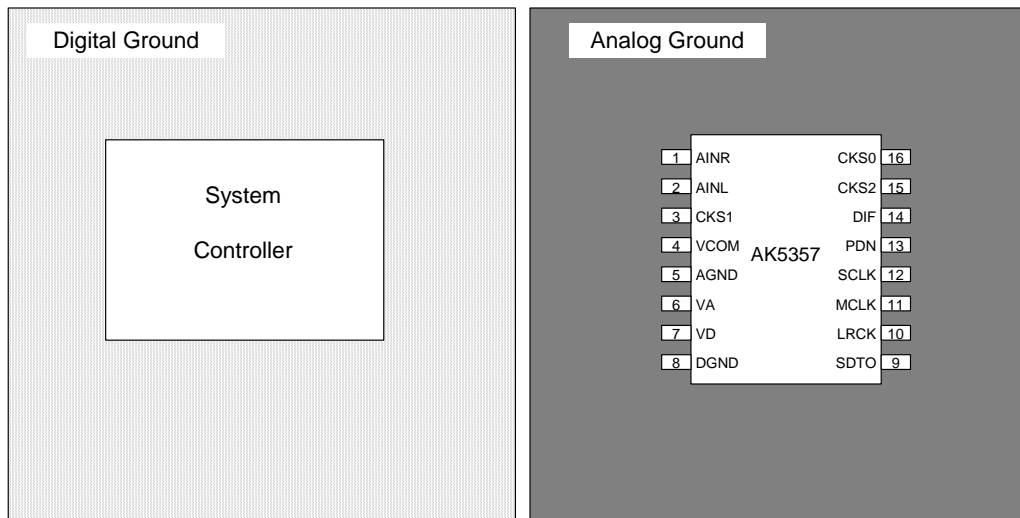 Digital Ground
System
Controller
Analog Ground
1 AINR CKS0 16
2 AINL CKS2 15
3 CKS1 DIF 14
4 VCOM PDN 13
AK5357
5 AGND SCLK 12
6 VA MCLK 11
7 VD LRCK 10
8 DGND SDTO 9